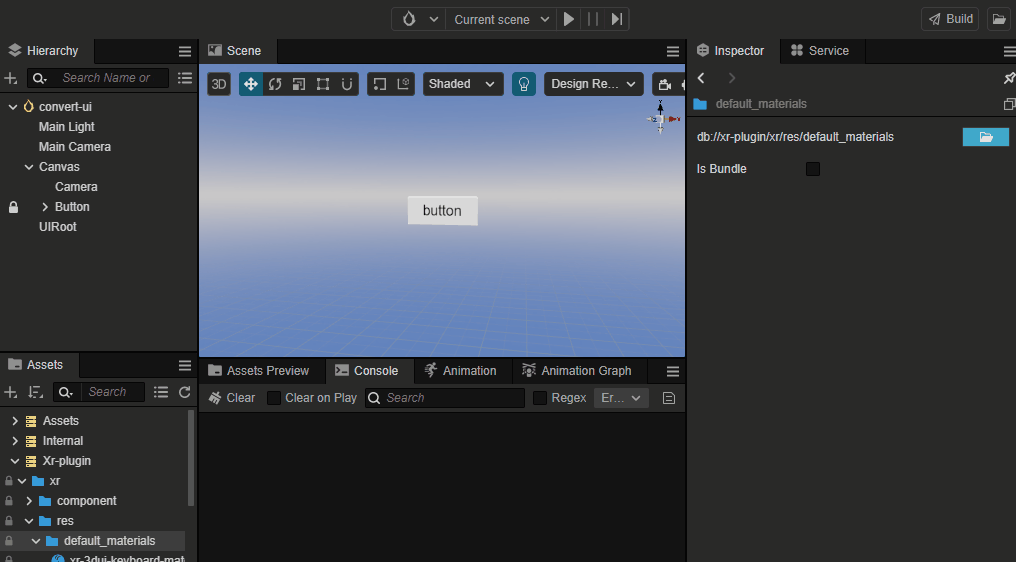 Current scene
Build
Hierarchy
Search Name or
convert-ui
Main Light
Main Camera
Canvas
Camera
Button
UIRoot
Scene
3D
Shaded
Design Re...
Y
button
Inspector
Service
default_materials
db://xr-plugin/xr/res/default_materials
Is Bundle
Assets
Search
Assets
Internal
Xr-plugin
xr
component
res
default_materials
xr-3dui-keyboard-mat
Assets Preview
Console
Animation
Animation Graph
Clear
Clear on Play
Search
Regex
Er...